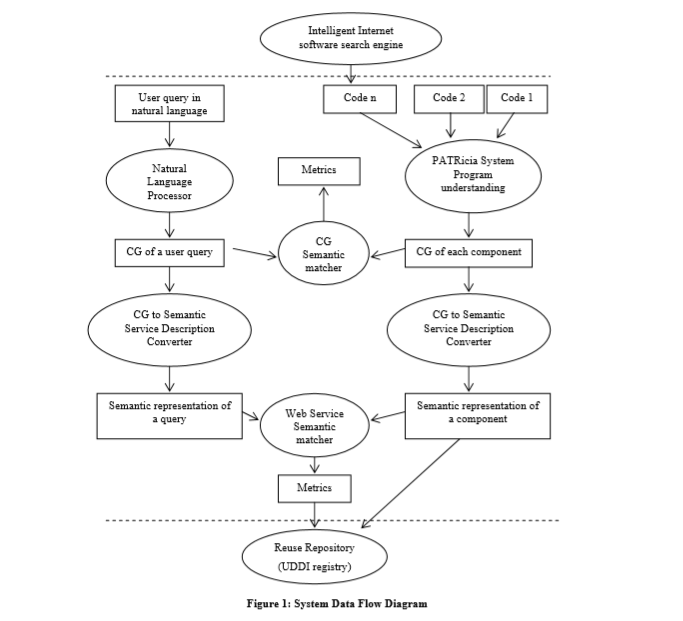 Intelligent Internet
software search engine
User query in
natural language
Code n
Code 2
Code 1
Natural
Language
Processor
Metrics
PATRicia System
Program
understanding
CG of a user query
CG
Semantic
matcher
CG of each component
CG to Semantic
Service Description
Converter
CG to Semantic
Service Description
Converter
Semantic representation of
a query
Web Service
Semantic
matcher
Semantic representation of
a component
Metrics
Reuse Repository
(UDDI registry)
Figure 1: System Data Flow Diagram